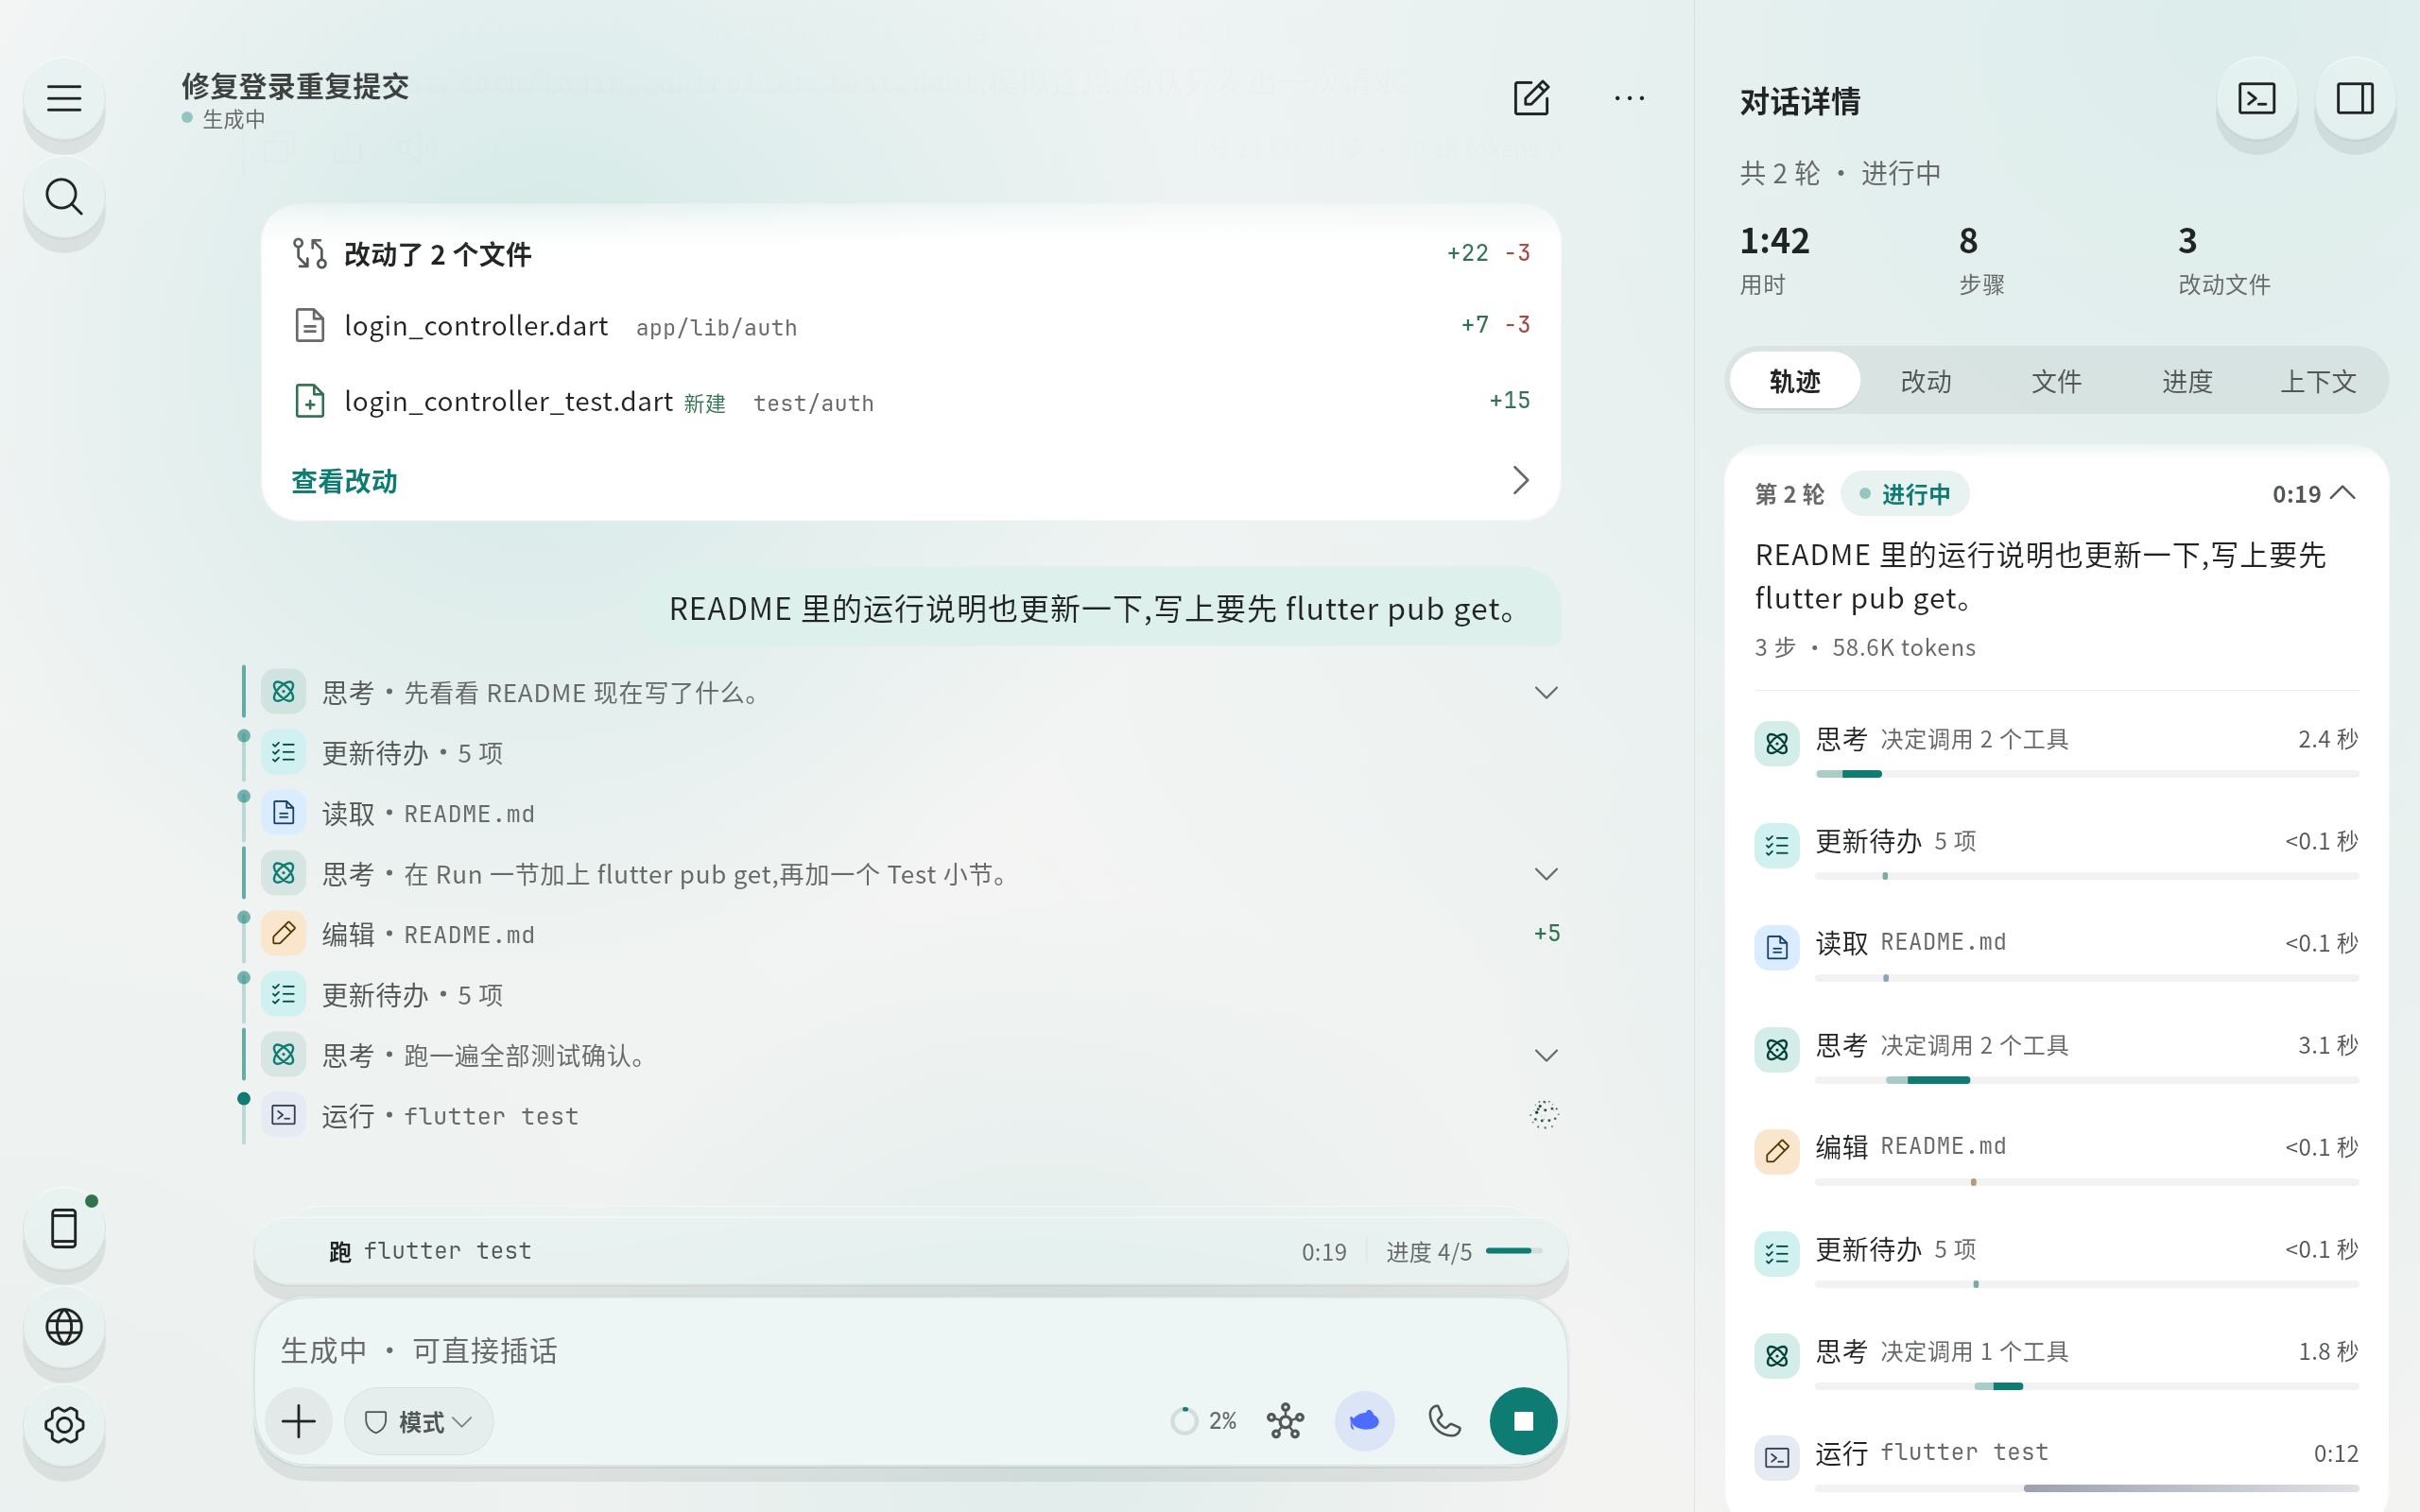 修复登录重复提交
生成中
改动了 2 个文件
+22 -3
login_controller.dart app/lib/auth
+7 -3
login_controller_test.dart 新建 test/auth
+15
查看改动
README 里的运行说明也更新一下,写上要先 flutter pub get。
思考 • 先看看 README 现在写了什么。
更新待办 • 5 项
读取 • README.md
思考 • 在 Run 一节加上 flutter pub get,再加一个 Test 小节。
编辑 • README.md
+5
更新待办 • 5 项
思考 • 跑一遍全部测试确认。
运行 • flutter test
跑 flutter test
0:19
进度 4/5
生成中 • 可直接插话
模式
2%
对话详情
共 2 轮 • 进行中
1:42 8 3
用时 步骤 改动文件
轨迹 改动 文件 进度 上下文
第 2 轮 进行中 0:19
README 里的运行说明也更新一下,写上要先
flutter pub get。
3 步 • 58.6K tokens
思考 决定调用 2 个工具 2.4 秒
更新待办 5 项 <0.1 秒
读取 README.md <0.1 秒
思考 决定调用 2 个工具 3.1 秒
编辑 README.md <0.1 秒
更新待办 5 项 <0.1 秒
思考 决定调用 1 个工具 1.8 秒
运行 flutter test 0:12